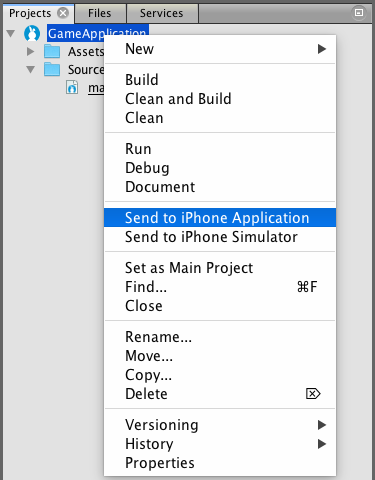 Projects Files Services
GameApplication
New
Assets
Build
Source
Clean and Build
ma
Clean
Run
Debug
Document
Send to iPhone Application
Send to iPhone Simulator
Set as Main Project
Find... ⌘F
Close
Rename...
Move...
Copy...
Delete ⌦
Versioning
History
Properties